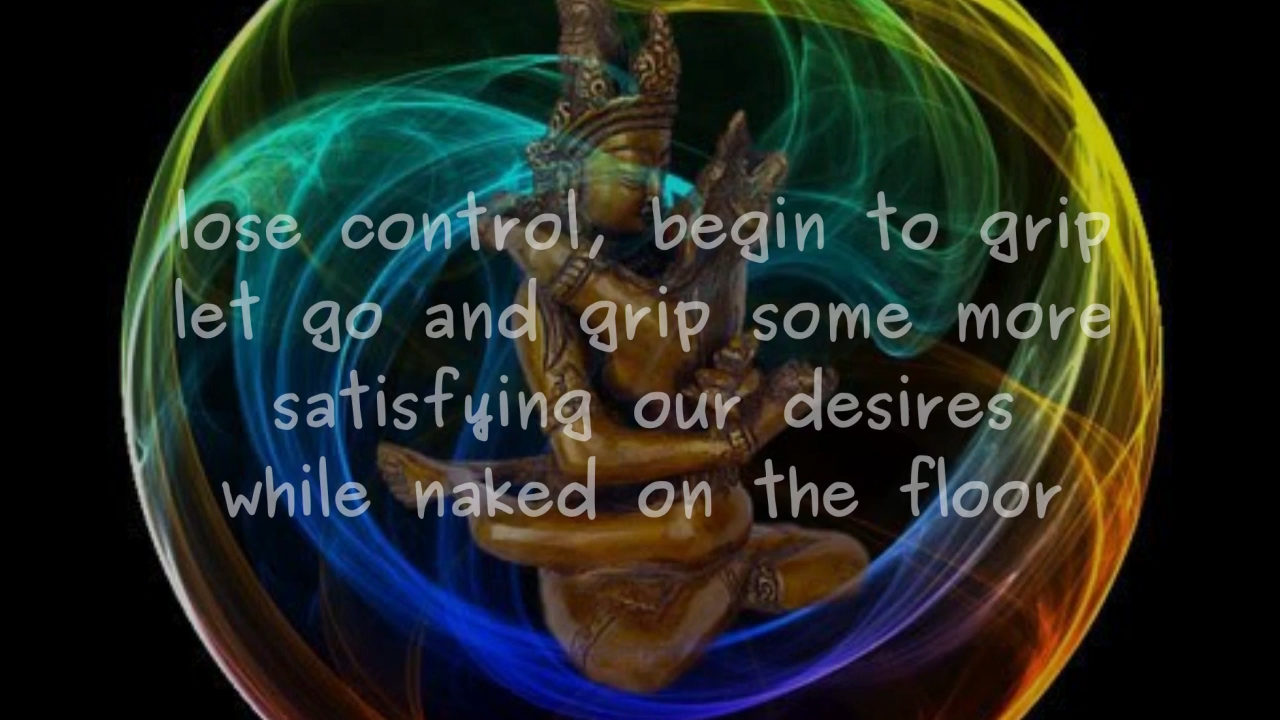 lose control, begin to grip
let go and grip some more
satisfying our desires
while naked on the floor